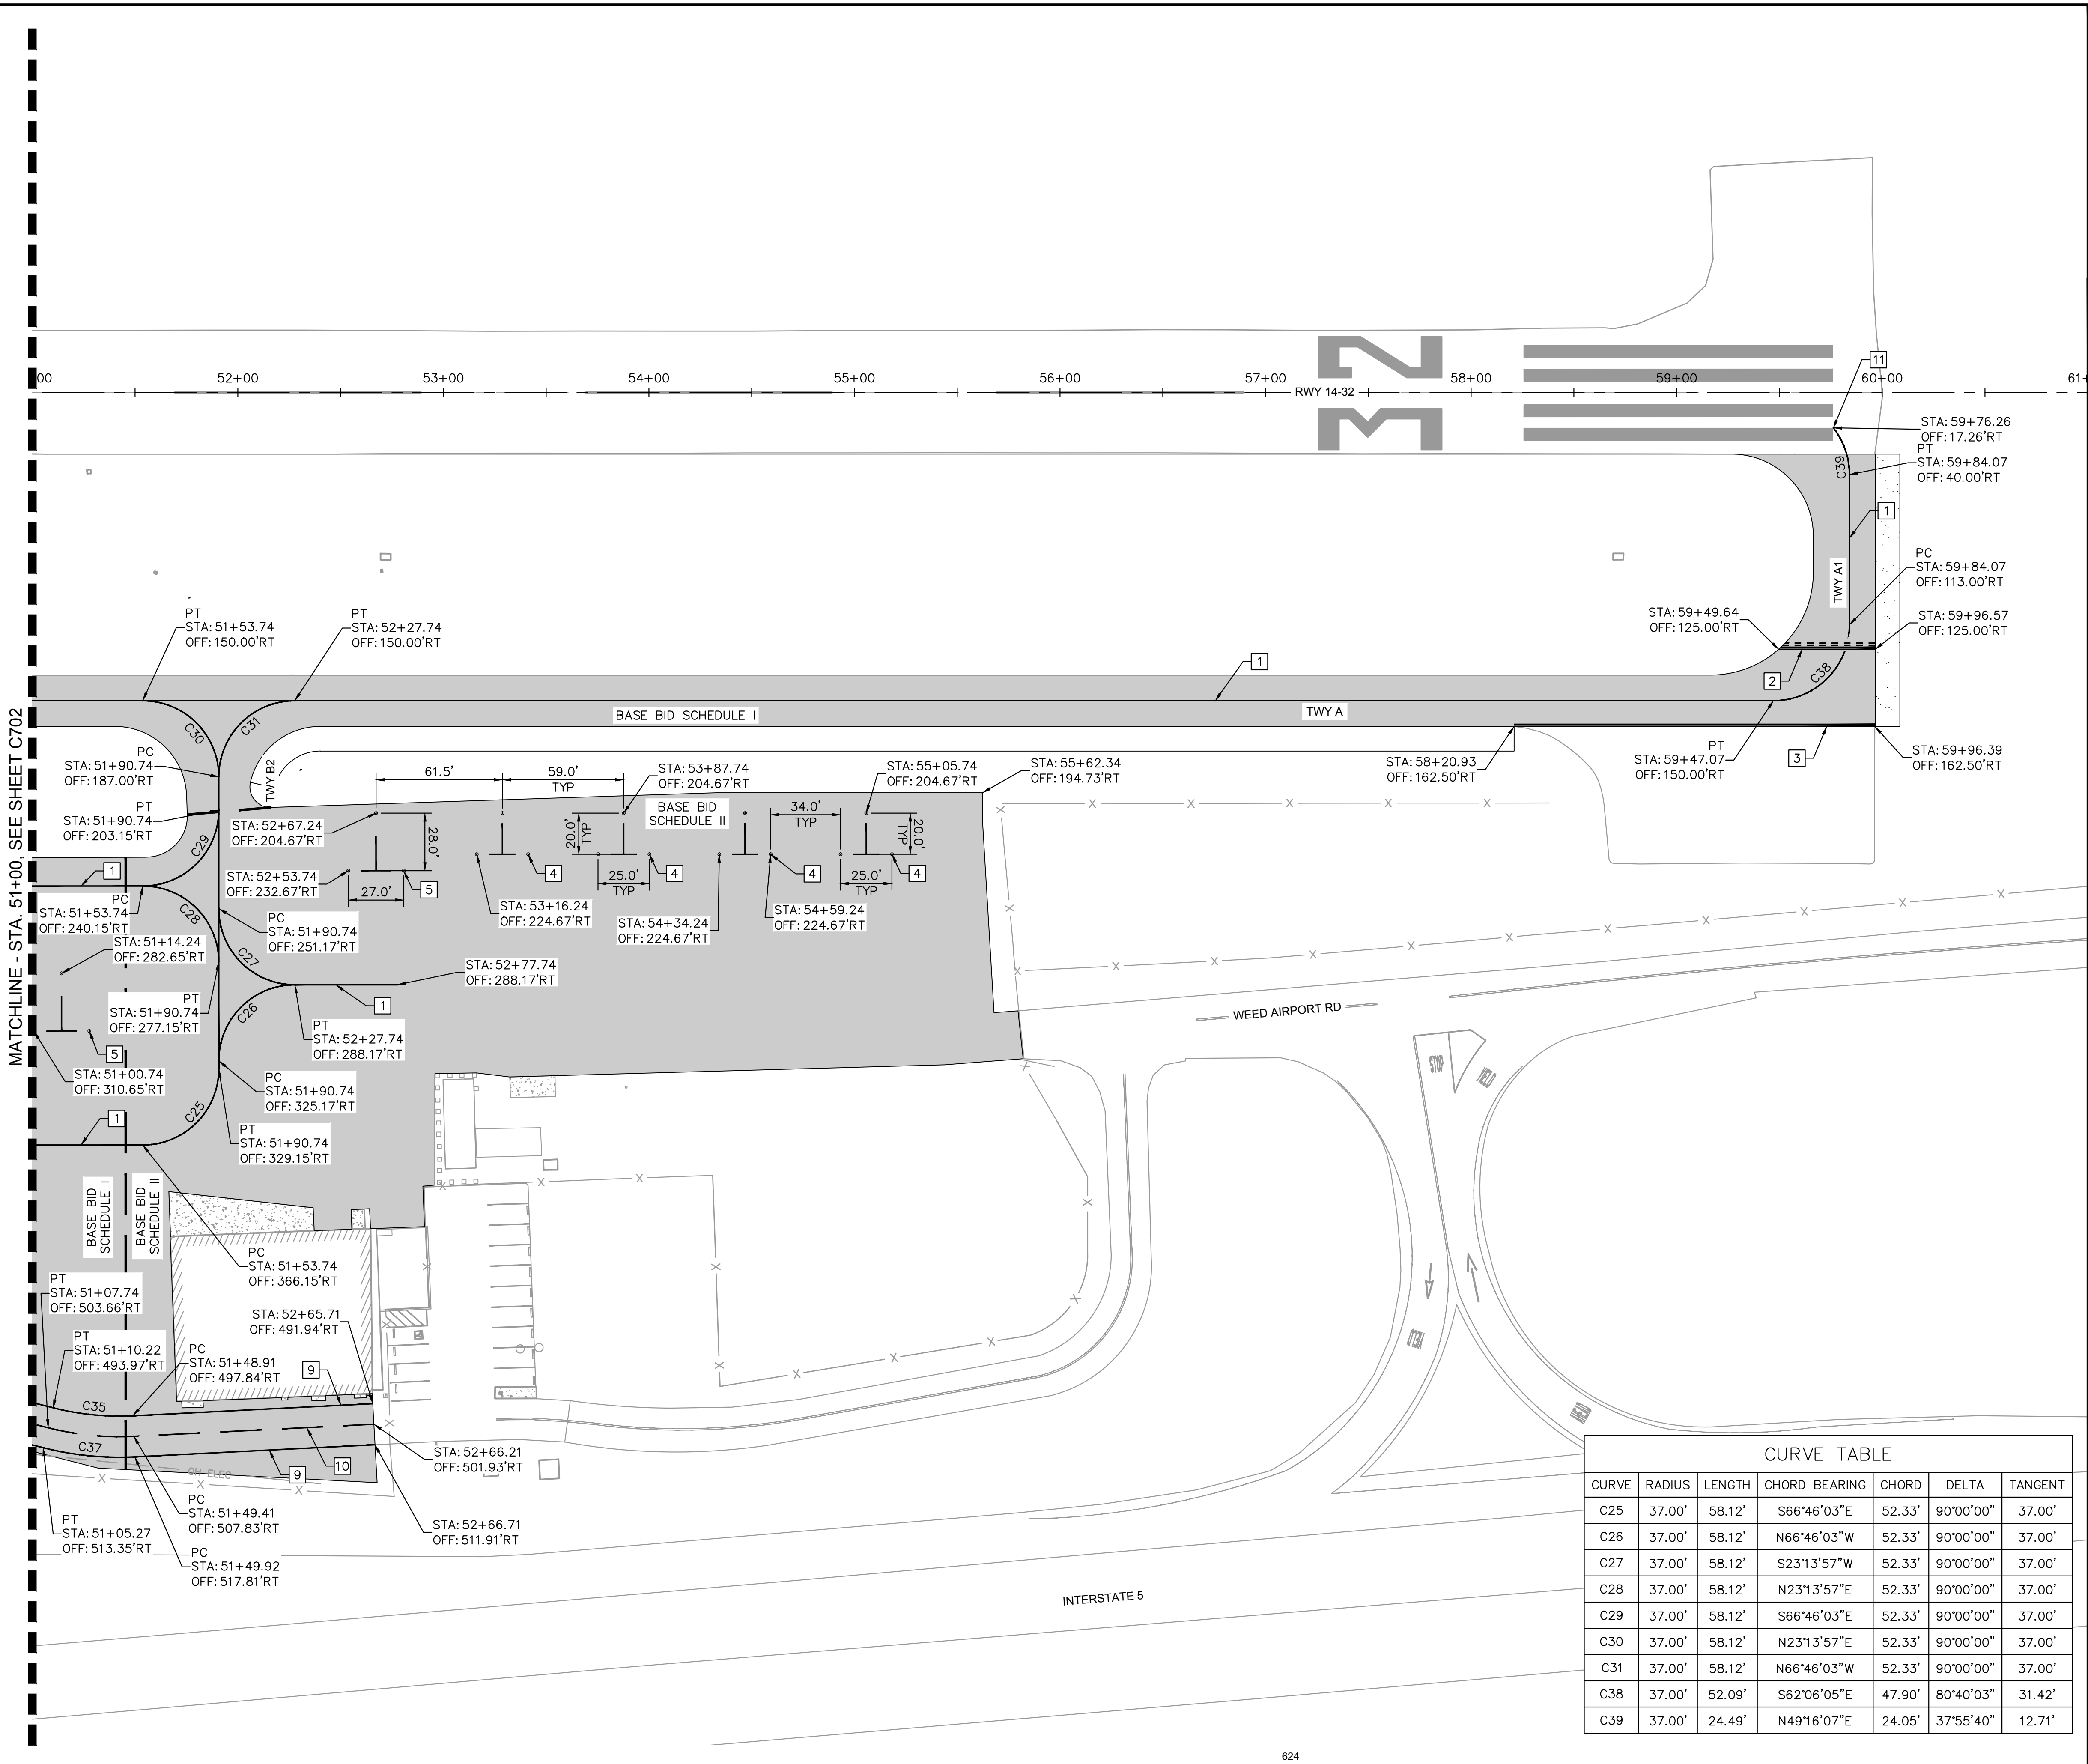 MATCHLINE - STA. 51+00, SEE SHEET C702
00
52+00
53+00
54+00
55+00
56+00
57+00
58+00
59+00
60+00
61+
RWY 14-32
32
11
STA: 59+76.26
OFF: 17.26'RT
PT
STA: 59+84.07
OFF: 40.00'RT
C39
1
PC
STA: 59+84.07
OFF: 113.00'RT
TWY A1
STA: 59+49.64
OFF: 125.00'RT
STA: 59+96.57
OFF: 125.00'RT
2
C38
PT
STA: 51+53.74
OFF: 150.00'RT
PT
STA: 52+27.74
OFF: 150.00'RT
1
BASE BID SCHEDULE I
TWY A
C30
C31
TWY B2
PC
STA: 51+90.74
OFF: 187.00'RT
PT
STA: 51+90.74
OFF: 203.15'RT
61.5'
59.0'
TYP
STA: 53+87.74
OFF: 204.67'RT
STA: 55+05.74
OFF: 204.67'RT
STA: 55+62.34
OFF: 194.73'RT
STA: 58+20.93
OFF: 162.50'RT
PT
STA: 59+47.07
OFF: 150.00'RT
3
STA: 59+96.39
OFF: 162.50'RT
BASE BID
SCHEDULE II
34.0'
TYP
STA: 52+67.24
OFF: 204.67'RT
28.0'
20.0'
TYP
20.0'
TYP
C29
1
STA: 52+53.74
OFF: 232.67'RT
27.0'
5
4
25.0'
TYP
4
4
25.0'
TYP
4
PC
STA: 51+53.74
OFF: 240.15'RT
C28
PC
STA: 51+90.74
OFF: 251.17'RT
STA: 53+16.24
OFF: 224.67'RT
STA: 54+34.24
OFF: 224.67'RT
STA: 54+59.24
OFF: 224.67'RT
STA: 51+14.24
OFF: 282.65'RT
C27
STA: 52+77.74
OFF: 288.17'RT
1
PT
STA: 51+90.74
OFF: 277.15'RT
C26
PT
STA: 52+27.74
OFF: 288.17'RT
WEED AIRPORT RD
5
STA: 51+00.74
OFF: 310.65'RT
PC
STA: 51+90.74
OFF: 325.17'RT
STOP
YIELD
1
C25
PT
STA: 51+90.74
OFF: 329.15'RT
BASE BID
SCHEDULE I
BASE BID
SCHEDULE II
PC
STA: 51+53.74
OFF: 366.15'RT
PT
STA: 51+07.74
OFF: 503.66'RT
STA: 52+65.71
OFF: 491.94'RT
PT
STA: 51+10.22
OFF: 493.97'RT
PC
STA: 51+48.91
OFF: 497.84'RT
9
C35
C37
OH ELEC
9
10
STA: 52+66.21
OFF: 501.93'RT
PC
STA: 51+49.41
OFF: 507.83'RT
PT
STA: 51+05.27
OFF: 513.35'RT
STA: 52+66.71
OFF: 511.91'RT
PC
STA: 51+49.92
OFF: 517.81'RT
INTERSTATE 5
CURVE TABLE
CURVE RADIUS LENGTH CHORD BEARING CHORD DELTA TANGENT
C25 37.00' 58.12' S66°46'03"E 52.33' 90°00'00" 37.00'
C26 37.00' 58.12' N66°46'03"W 52.33' 90°00'00" 37.00'
C27 37.00' 58.12' S23°13'57"W 52.33' 90°00'00" 37.00'
C28 37.00' 58.12' N23°13'57"E 52.33' 90°00'00" 37.00'
C29 37.00' 58.12' S66°46'03"E 52.33' 90°00'00" 37.00'
C30 37.00' 58.12' N23°13'57"E 52.33' 90°00'00" 37.00'
C31 37.00' 58.12' N66°46'03"W 52.33' 90°00'00" 37.00'
C38 37.00' 52.09' S62°06'05"E 47.90' 80°40'03" 31.42'
C39 37.00' 24.49' N49°16'07"E 24.05' 37°55'40" 12.71'
624